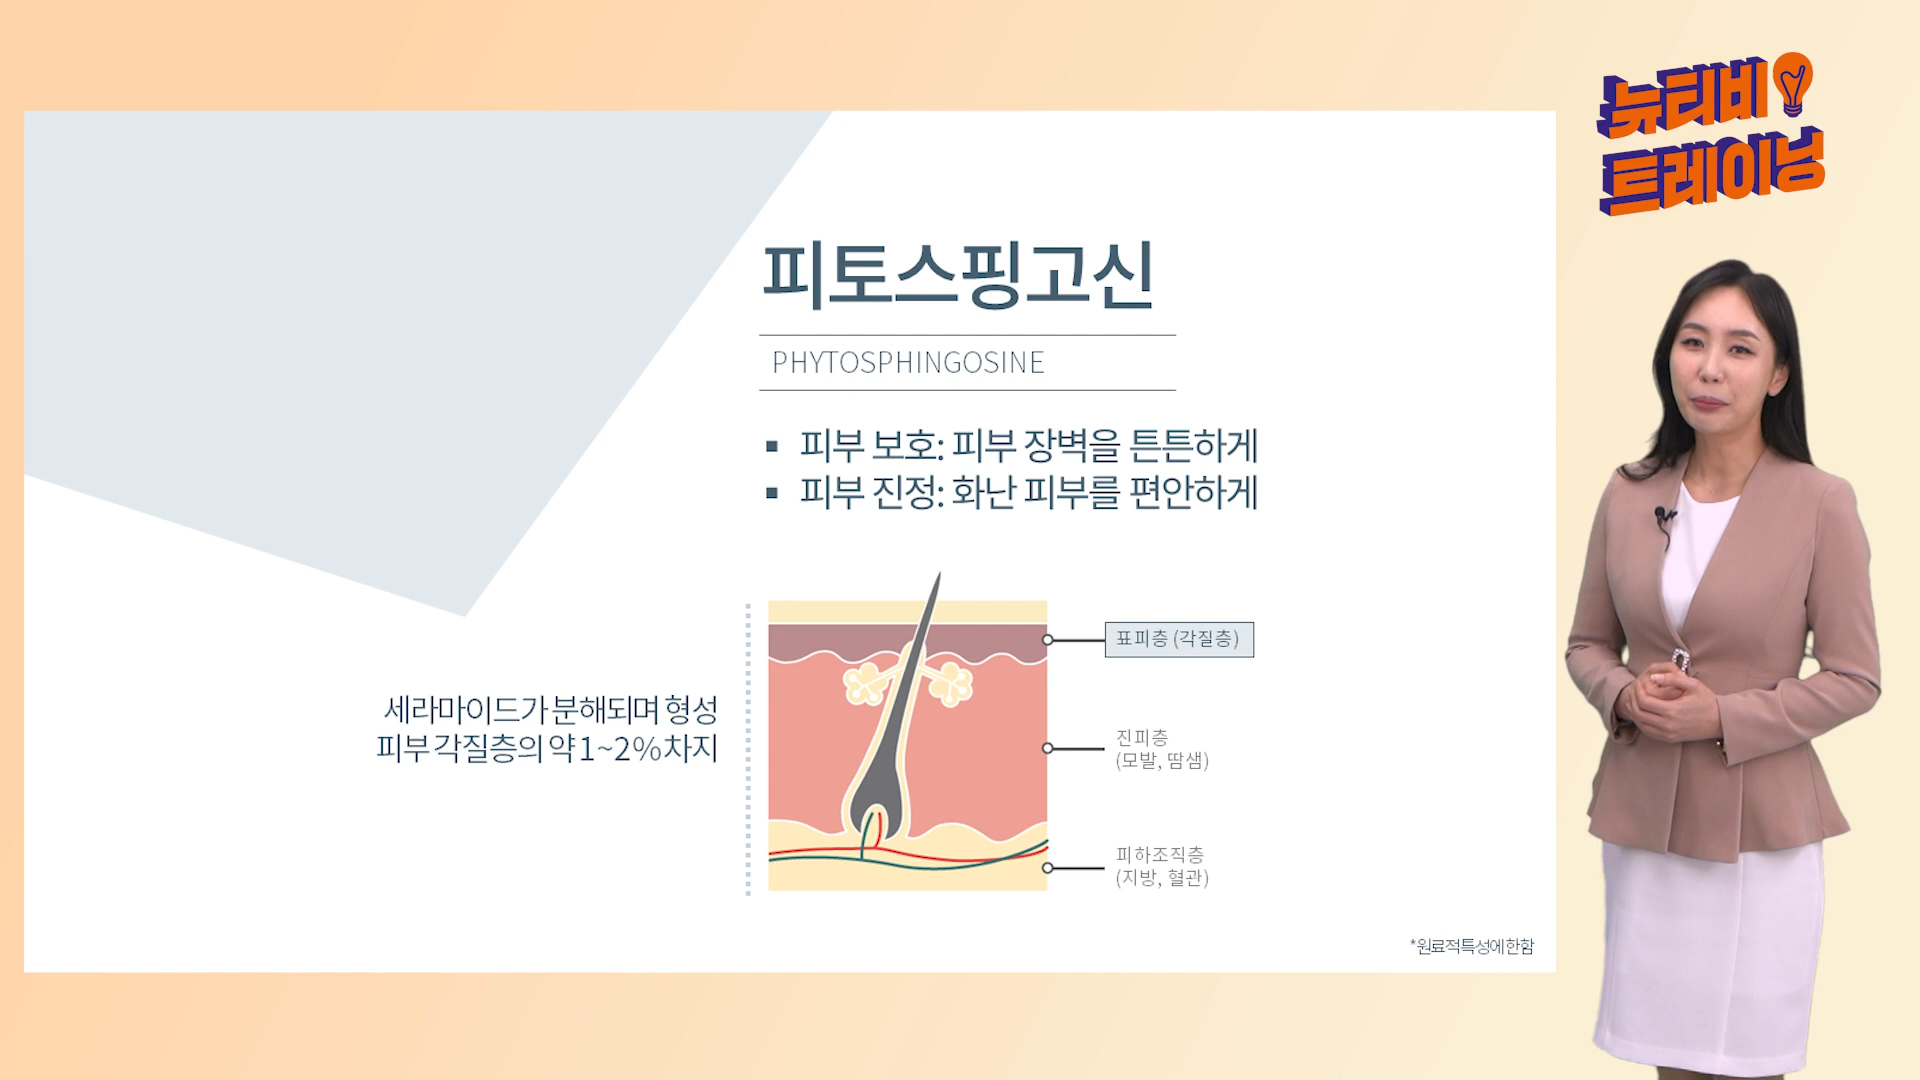 뉴티비
트레이닝
피토스핑고신
PHYTOSPHINGOSINE
▪ 피부 보호: 피부 장벽을 튼튼하게
▪ 피부 진정: 화난 피부를 편안하게
세라마이드가 분해되며 형성
피부 각질층의 약 1~2% 차지
표피층 (각질층)
진피층
(모발, 땀샘)
피하조직층
(지방, 혈관)
*원료적 특성에 한함